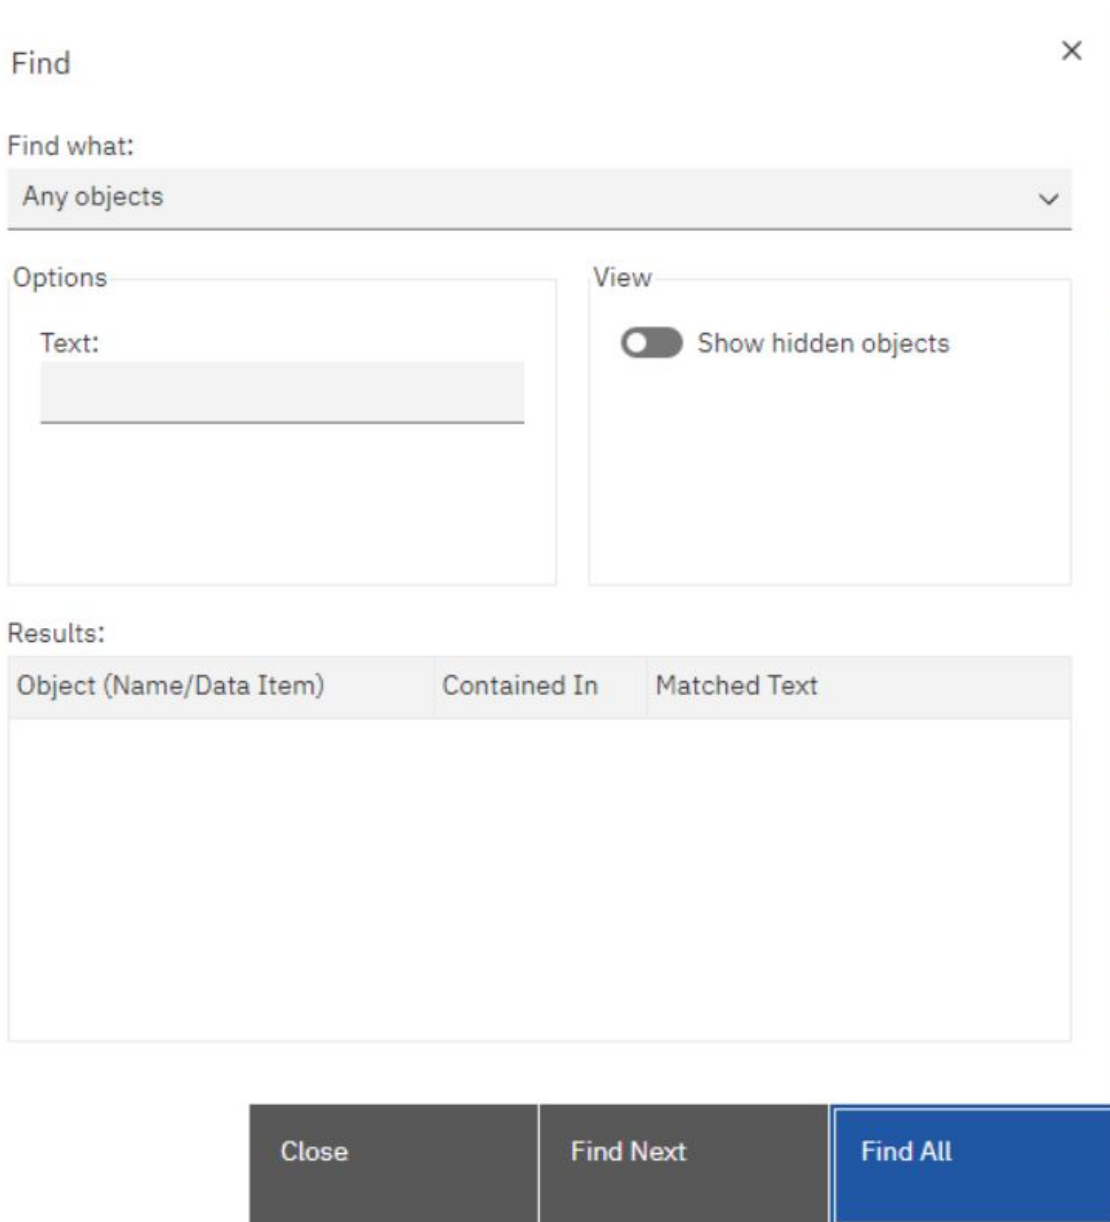 Find
Find what:
Any objects
Options
Text:
View
Show hidden objects
Results:
Object (Name/Data Item) Contained In Matched Text
Close Find Next Find All